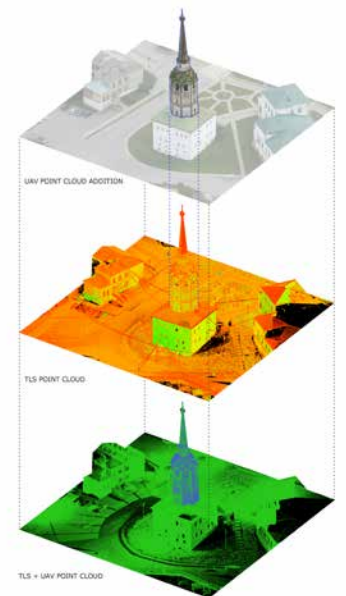 UAV POINT CLOUD ADDITION
TLS POINT CLOUD
TLS + UAV POINT CLOUD